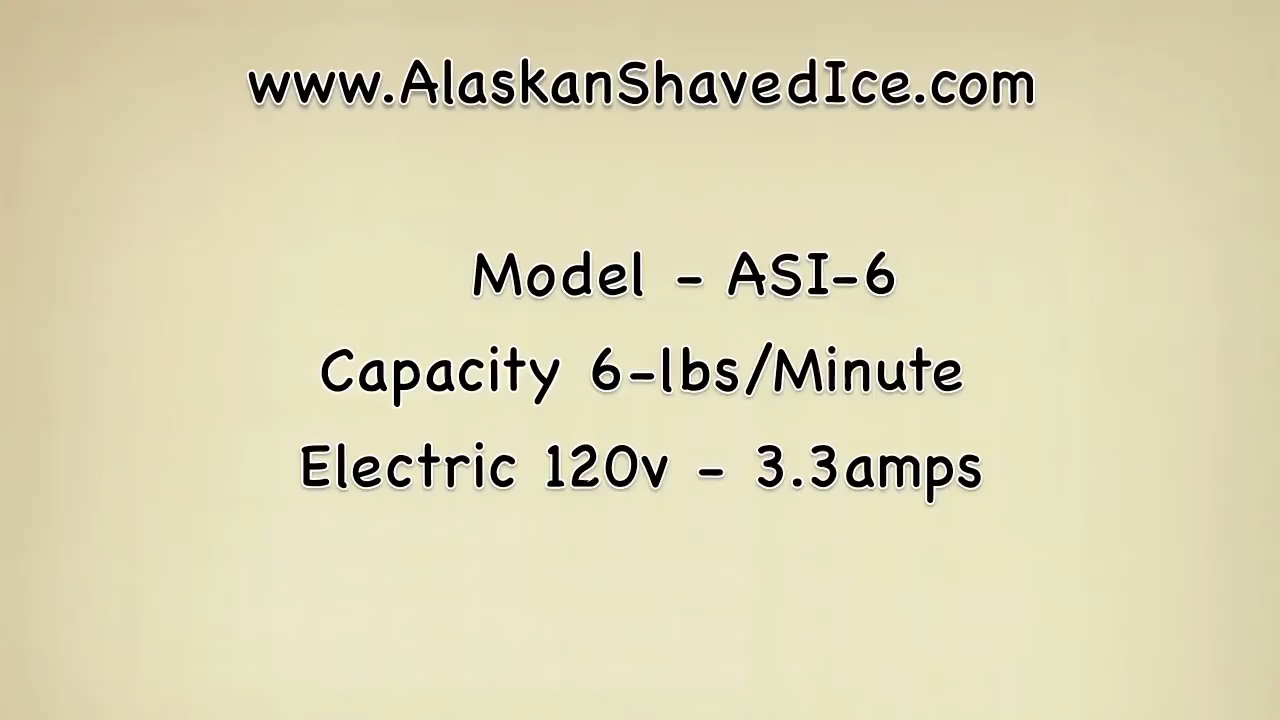 www.AlaskanShavedIce.com
Model - ASI-6
Capacity 6-lbs/Minute
Electric 120v - 3.3amps